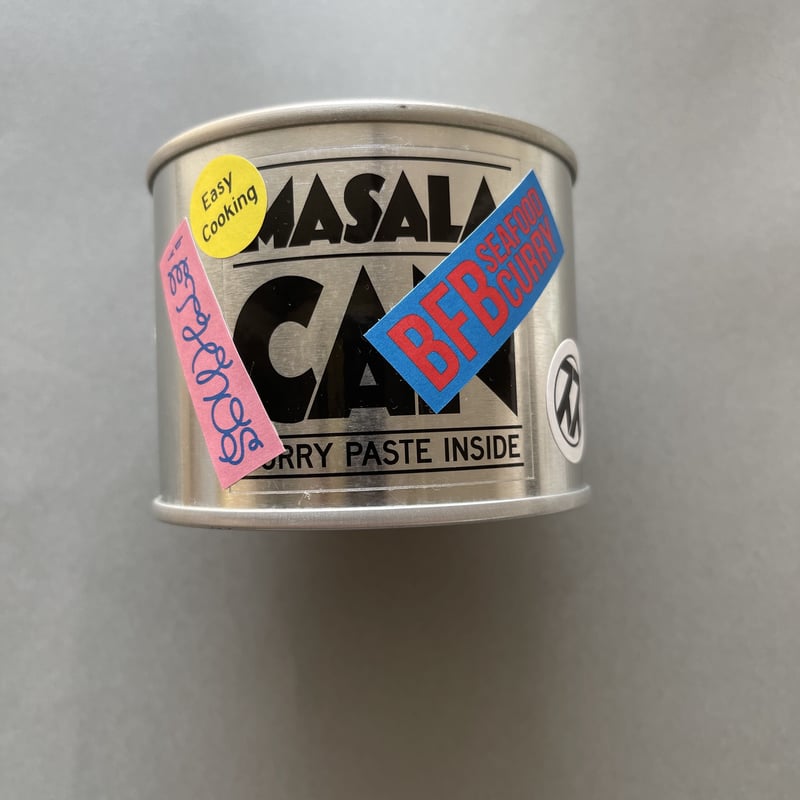 Easy
Cooking
MASALA
CAN
CURRY PASTE INSIDE
BFB
SEAFOOD
CURRY